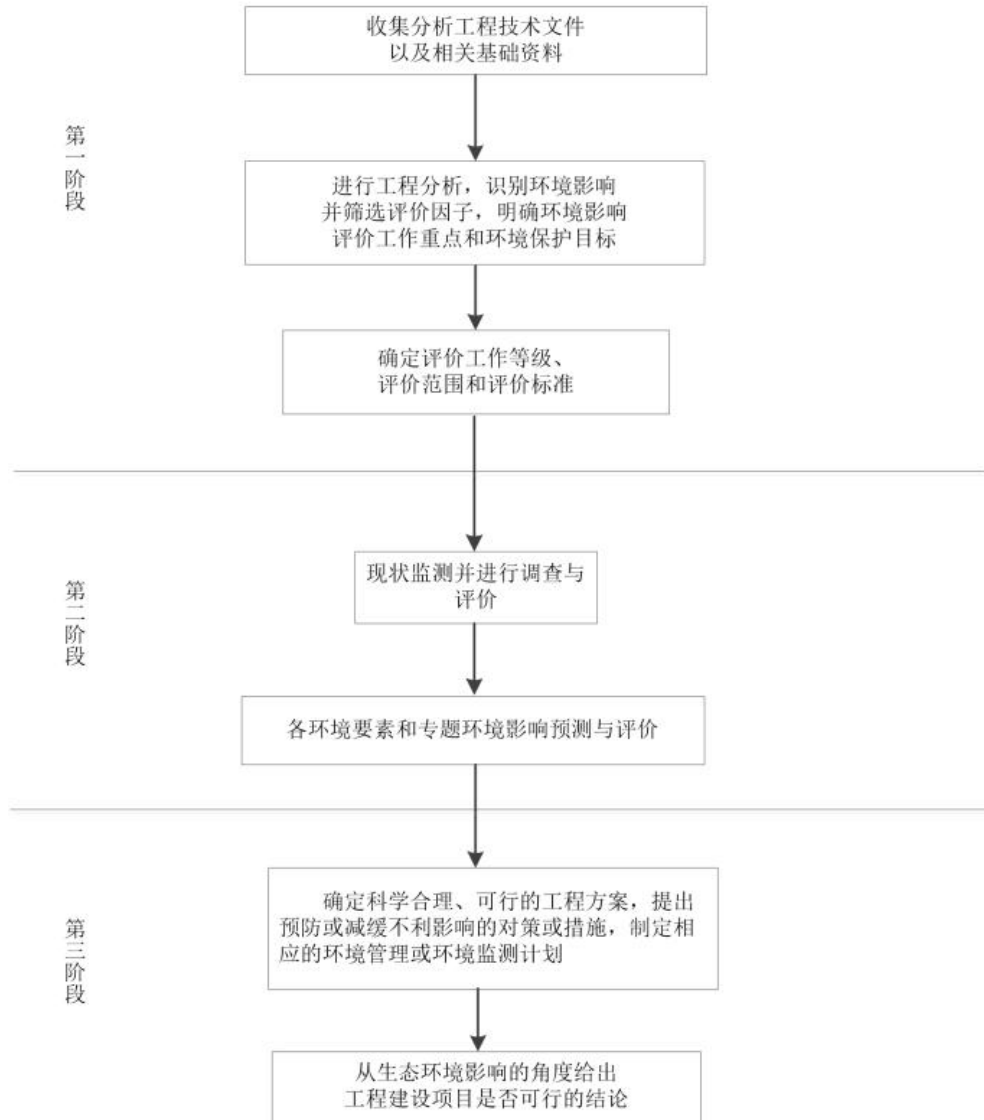 收集分析工程技术文件
以及相关基础资料
第一阶段
进行工程分析，识别环境影响
并筛选评价因子，明确环境影响
评价工作重点和环境保护目标
确定评价工作等级、
评价范围和评价标准
第二阶段
现状监测并进行调查与
评价
各环境要素和专题环境影响预测与评价
第三阶段
确定科学合理、可行的工程方案，提出
预防或减缓不利影响的对策或措施，制定相
应的环境管理或环境监测计划
从生态环境影响的角度给出
工程建设项目是否可行的结论